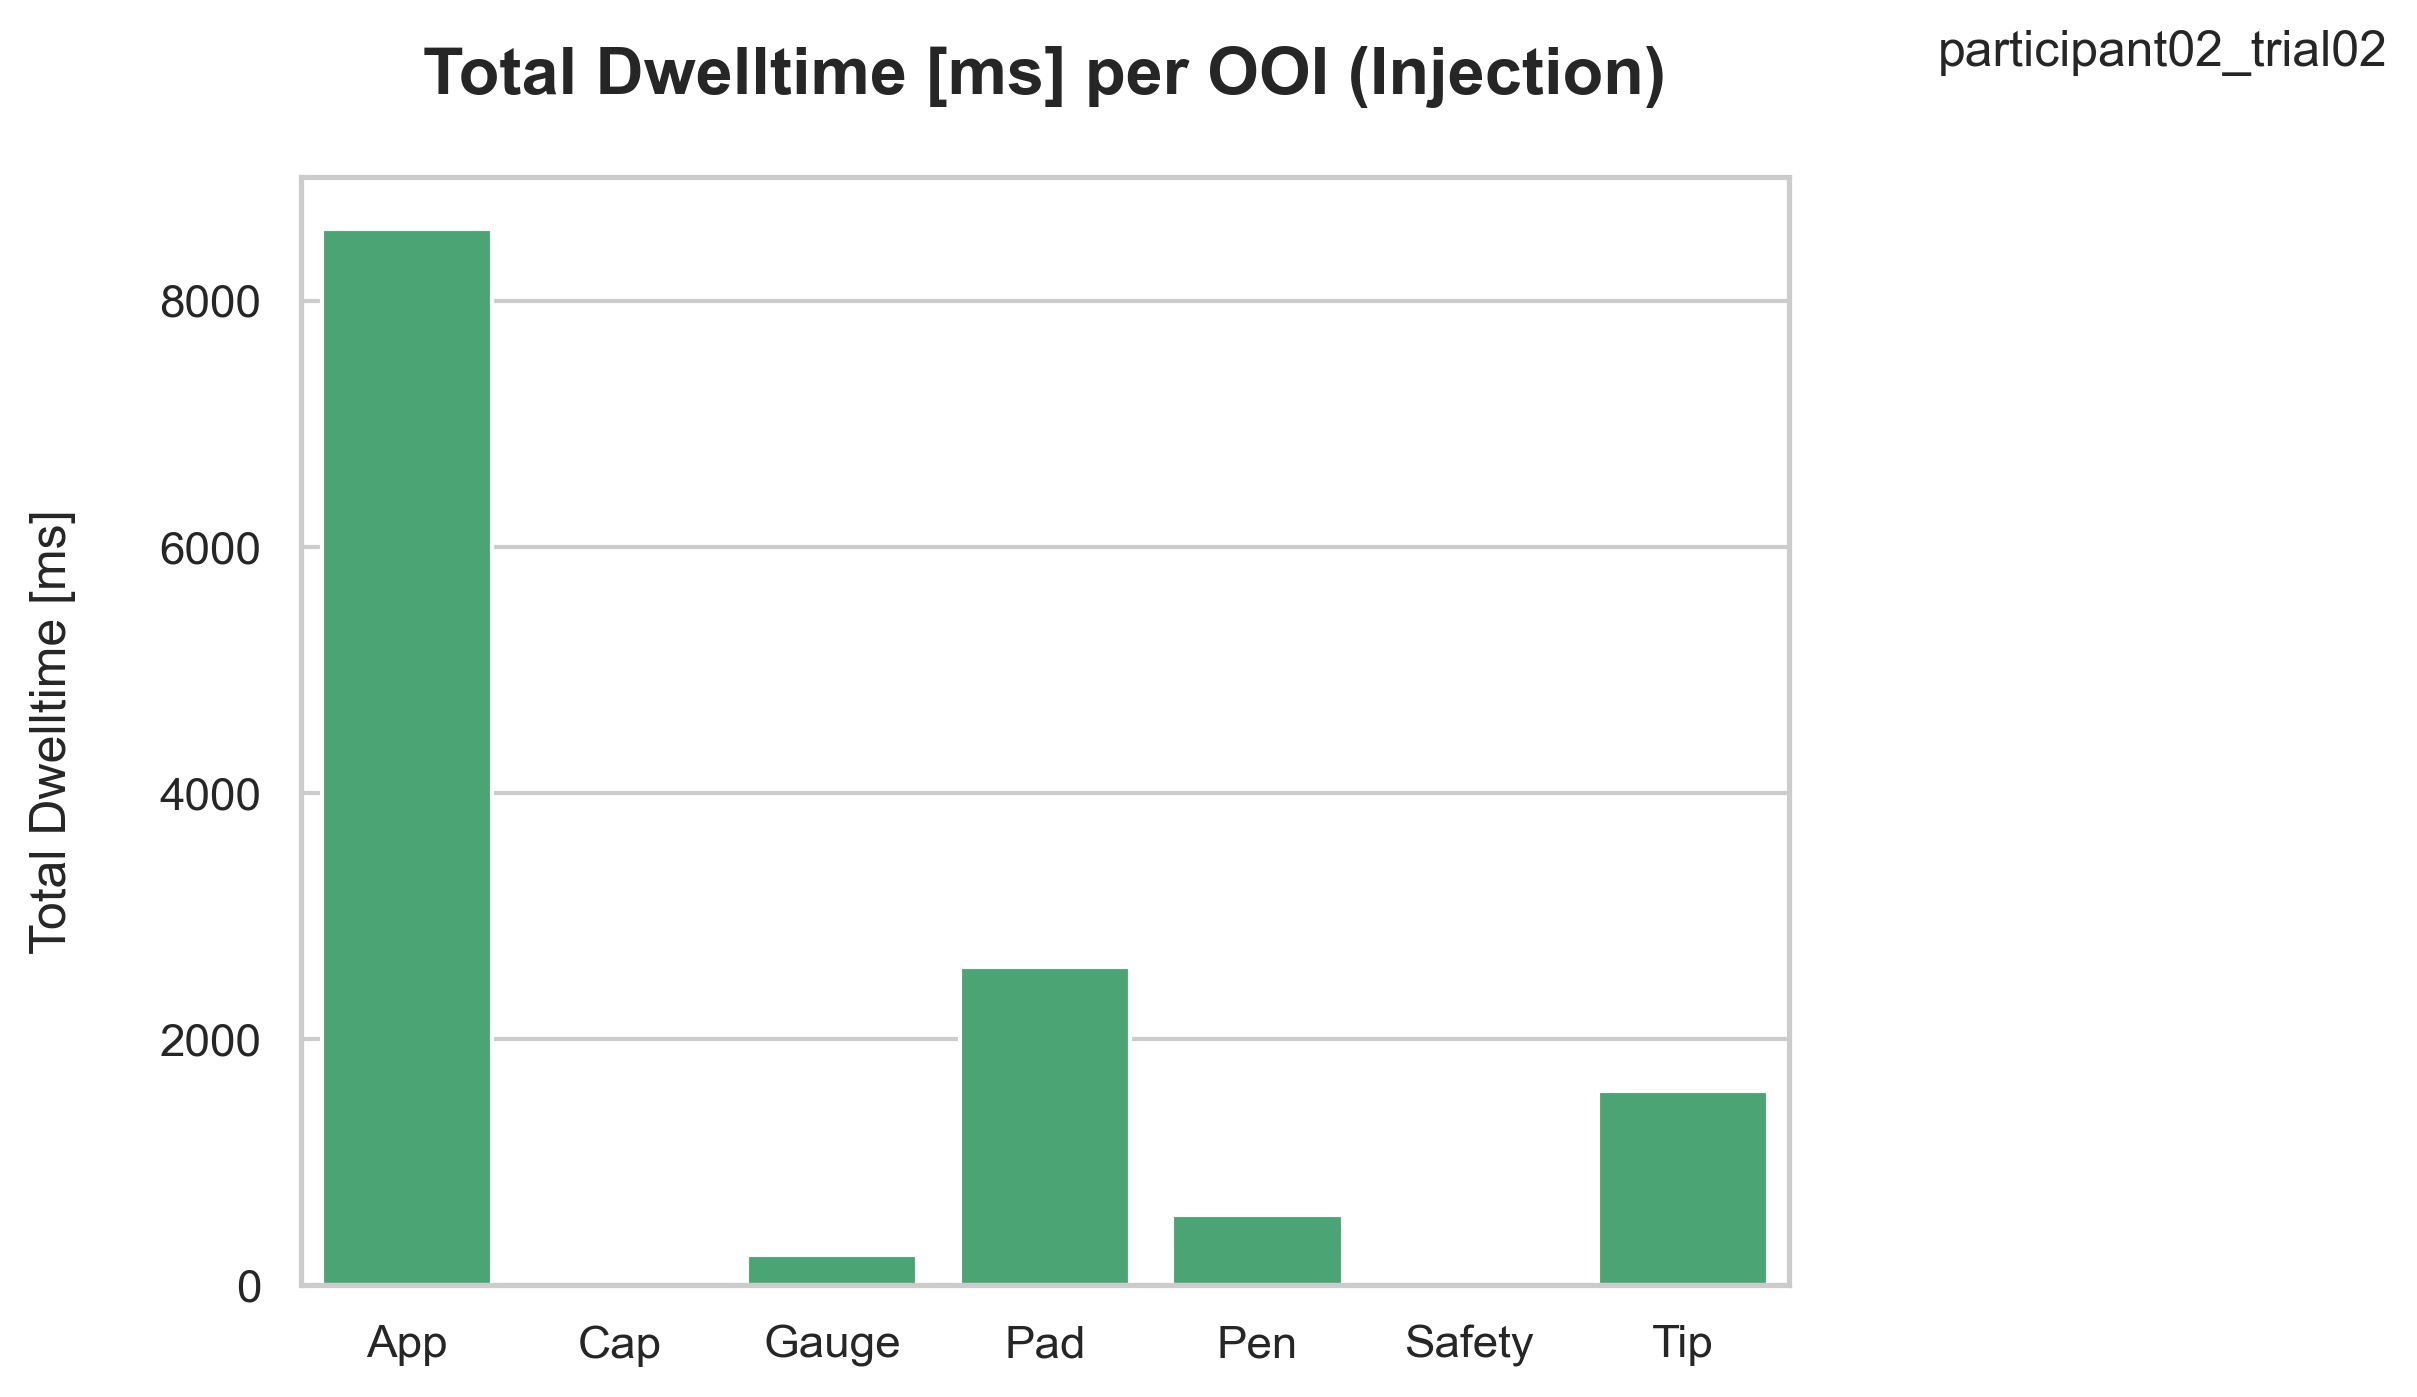 participant02_trial02
Total Dwelltime [ms] per OOI (Injection)
Total Dwelltime [ms]
8000
6000
4000
2000
0
App Cap Gauge Pad Pen Safety Tip